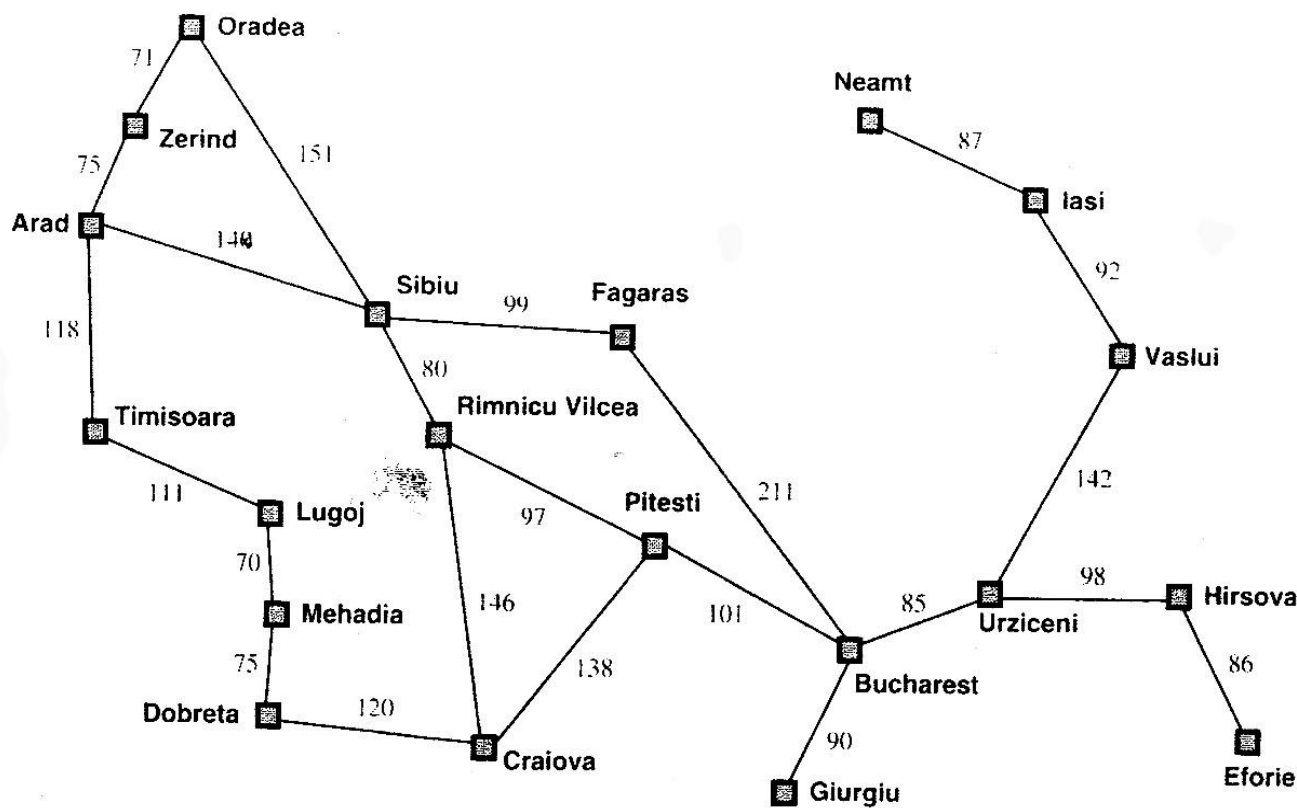 Oradea
71
Neamt
Zerind
87
151
75
Iasi
Arad
140
Sibiu
92
Fagaras
99
118
Vaslui
80
Timisoara
Rimnicu Vilcea
142
111
211
Lugoj
Pitesti
97
70
98
Hirsova
146
85
Mehadia
101
Urziceni
75
138
86
Bucharest
Dobreta
120
90
Craiova
Eforie
Giurgiu